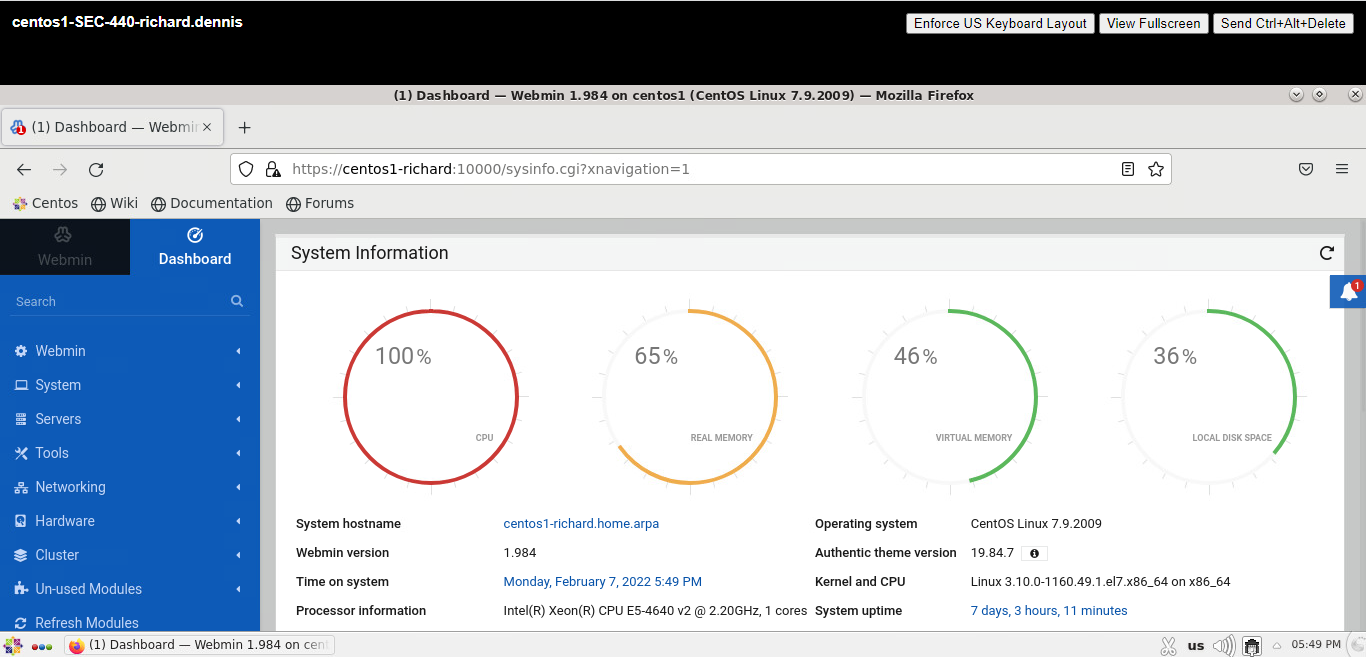 centos1-SEC-440-richard.dennis
Enforce US Keyboard Layout View Fullscreen Send Ctrl+Alt+Delete
(1) Dashboard — Webmin 1.984 on centos1 (CentOS Linux 7.9.2009) — Mozilla Firefox
1 (1) Dashboard — Webmin
https://centos1-richard:10000/sysinfo.cgi?xnavigation=1
Centos Wiki Documentation Forums
Webmin
Dashboard
Search
Webmin
System
Servers
Tools
Networking
Hardware
Cluster
Un-used Modules
Refresh Modules
System Information
1
100% 65% 46% 36%
CPU REAL MEMORY VIRTUAL MEMORY LOCAL DISK SPACE
System hostname centos1-richard.home.arpa Operating system CentOS Linux 7.9.2009
Webmin version 1.984 Authentic theme version 19.84.7
Time on system Monday, February 7, 2022 5:49 PM Kernel and CPU Linux 3.10.0-1160.49.1.el7.x86_64 on x86_64
Processor information Intel(R) Xeon(R) CPU E5-4640 v2 @ 2.20GHz, 1 cores System uptime 7 days, 3 hours, 11 minutes
(1) Dashboard — Webmin 1.984 on cen us 05:49 PM